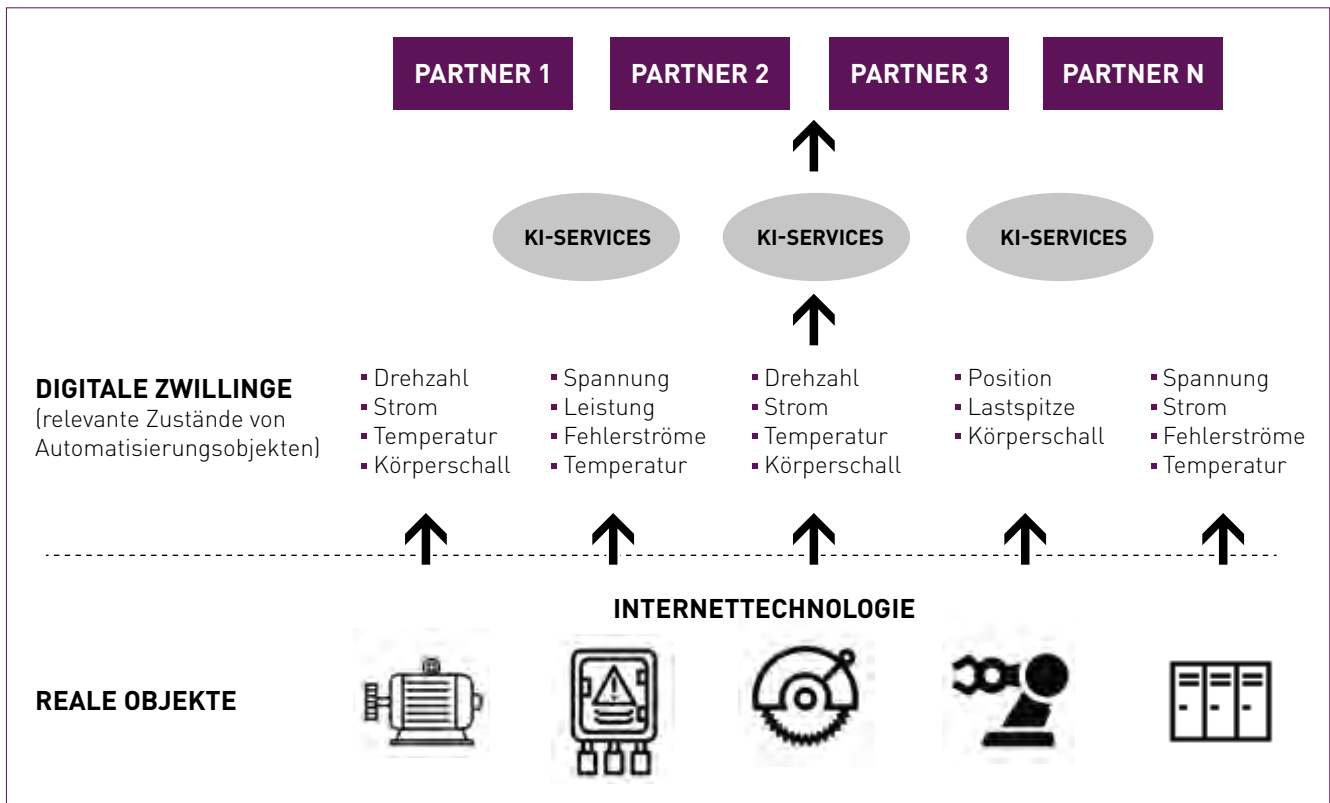 PARTNER 1
PARTNER 2
PARTNER 3
PARTNER N
KI-SERVICES
KI-SERVICES
KI-SERVICES
DIGITALE ZWILLINGE
(relevante Zustände von
Automatisierungsobjekten)
▪ Drehzahl
▪ Strom
▪ Temperatur
▪ Körperschall
▪ Spannung
▪ Leistung
▪ Fehlerströme
▪ Temperatur
▪ Drehzahl
▪ Strom
▪ Temperatur
▪ Körperschall
▪ Position
▪ Lastspitze
▪ Körperschall
▪ Spannung
▪ Strom
▪ Fehlerströme
▪ Temperatur
INTERNETTECHNOLOGIE
REALE OBJEKTE